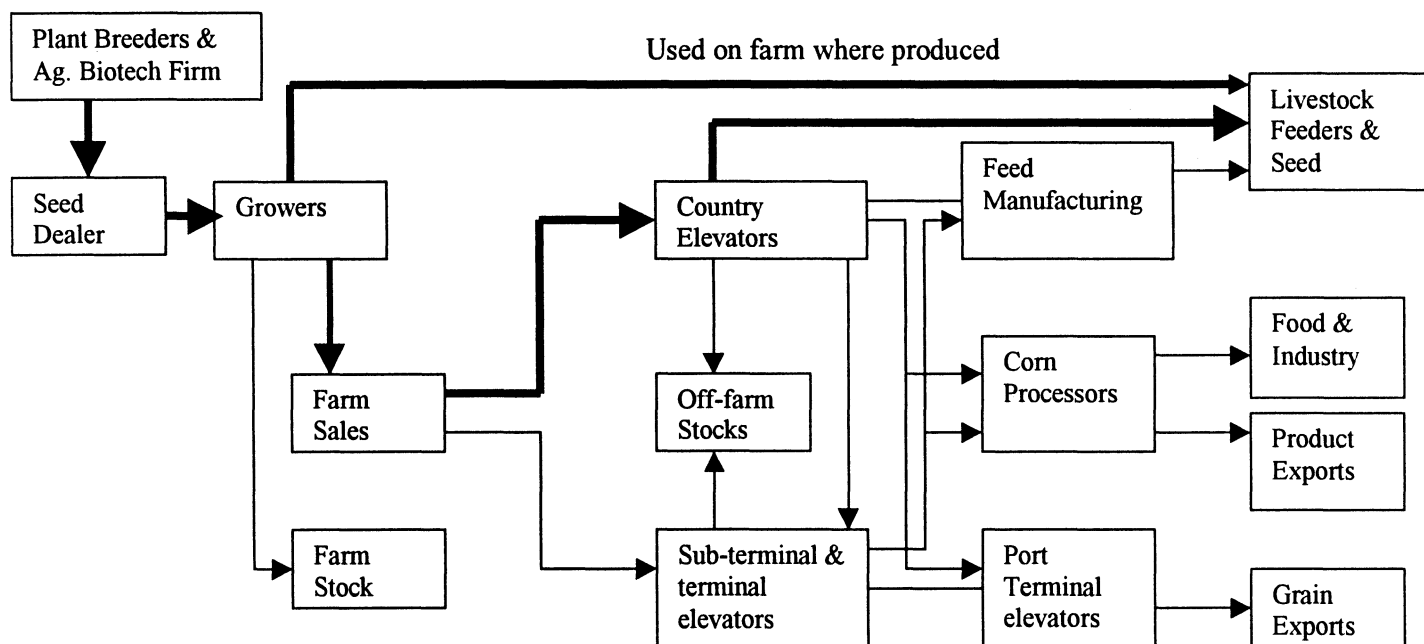 Plant Breeders &
Ag. Biotech Firm
Used on farm where produced
Livestock
Feeders &
Seed
Feed
Manufacturing
Seed
Dealer
Growers
Country
Elevators
Food &
Industry
Corn
Processors
Farm
Sales
Off-farm
Stocks
Product
Exports
Farm
Stock
Sub-terminal &
terminal
elevators
Port
Terminal
elevators
Grain
Exports